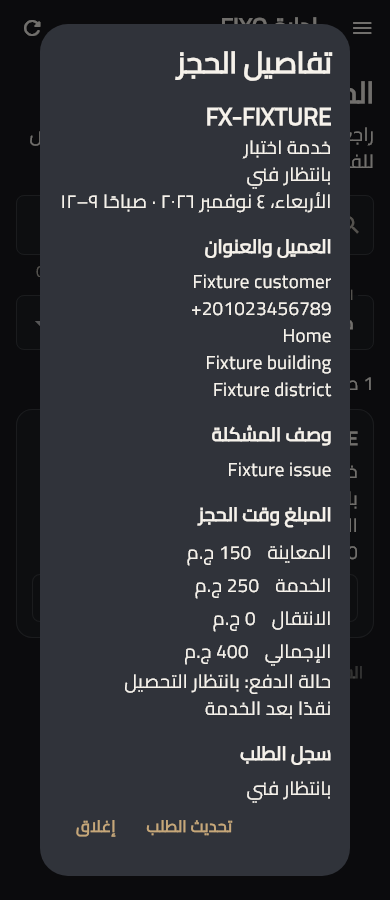 تفاصيل الحجز
FX-FIXTURE
خدمة اختبار
بانتظار فني
الأربعاء، ٤ نوفمبر ٢٠٢٦ · صباحًا ٩–١٢
العميل والعنوان
Fixture customer
+201023456789
Home
Fixture building
Fixture district
وصف المشكلة
Fixture issue
المبلغ وقت الحجز
المعاينة 150 ج.م
الخدمة 250 ج.م
الانتقال 0 ج.م
الإجمالي 400 ج.م
حالة الدفع: بانتظار التحصيل
نقدًا بعد الخدمة
سجل الطلب
بانتظار فني
تحديث الطلب
إغلاق